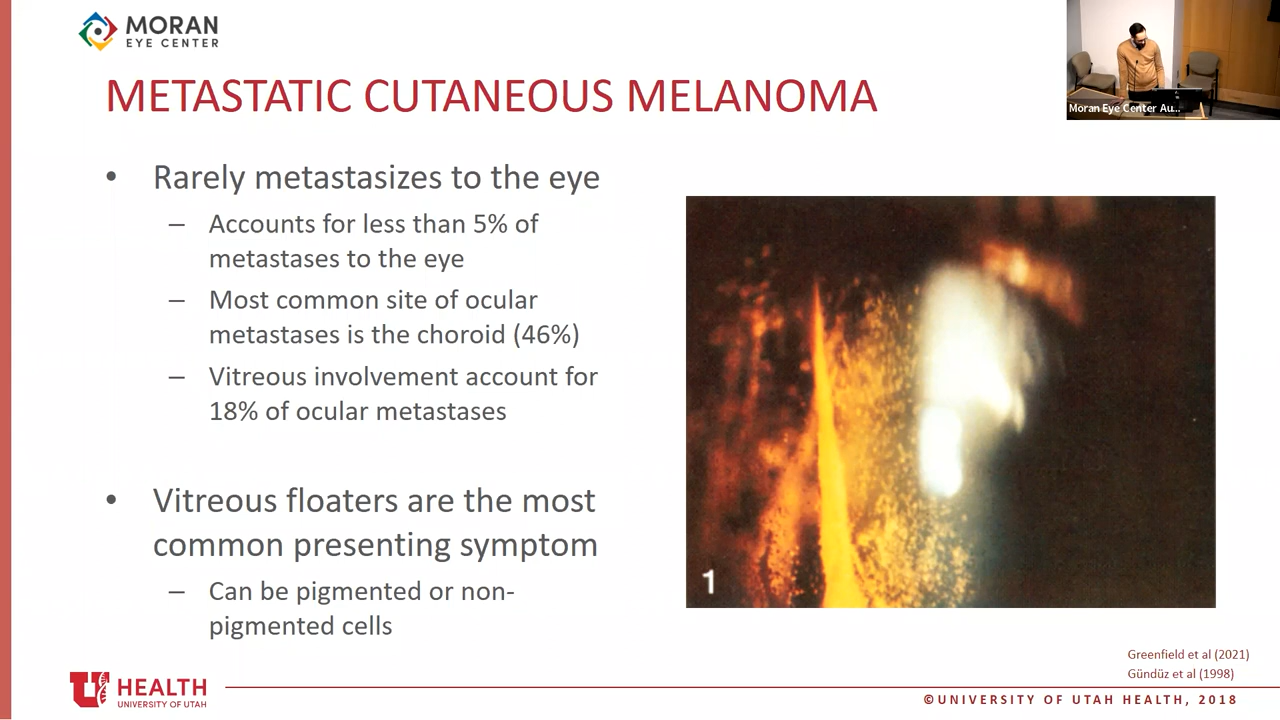 MORAN
EYE CENTER
METASTATIC CUTANEOUS MELANOMA
Moran Eye Center Au...
• Rarely metastasizes to the eye
– Accounts for less than 5% of
metastases to the eye
– Most common site of ocular
metastases is the choroid (46%)
– Vitreous involvement account for
18% of ocular metastases
• Vitreous floaters are the most
common presenting symptom
– Can be pigmented or non-
pigmented cells
1
Greenfield et al (2021)
Gündüz et al (1998)
U HEALTH
UNIVERSITY OF UTAH
©UNIVERSITY OF UTAH HEALTH, 2018